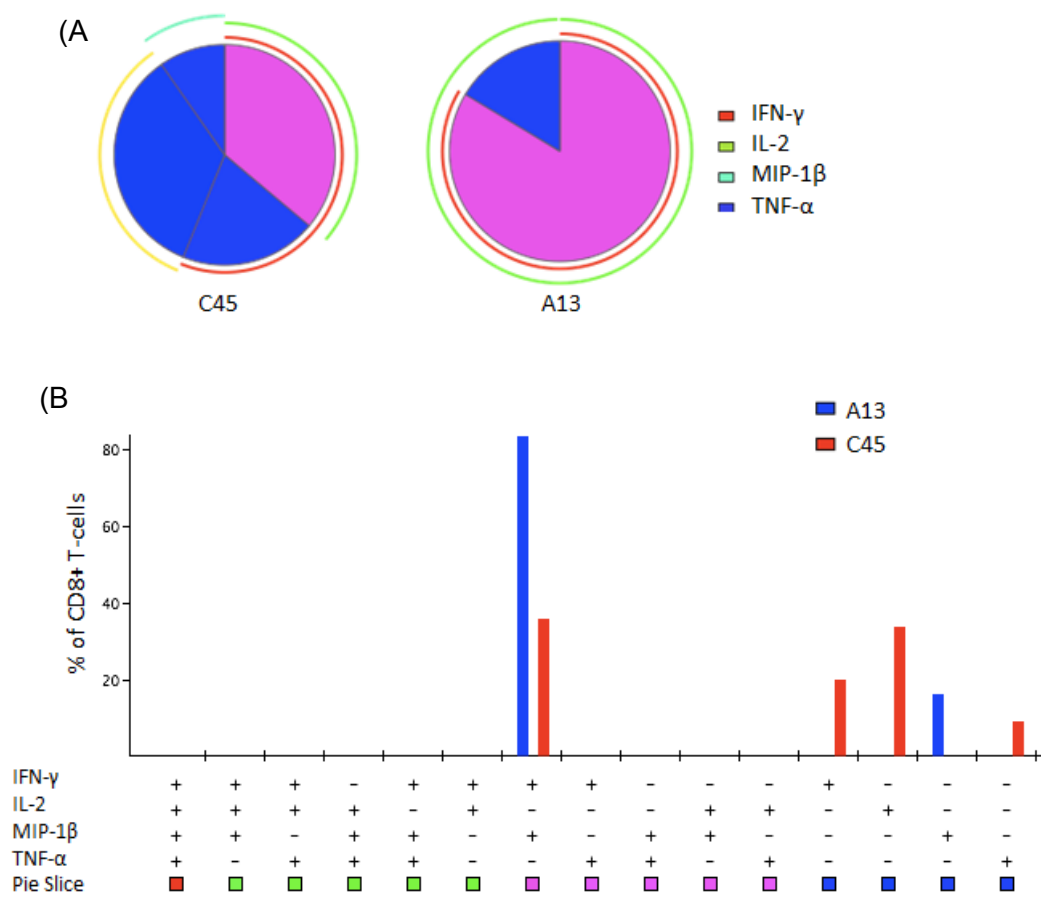 (A
IFN-γ
IL-2
MIP-1β
TNF-α
C45
A13
(B
A13
C45
% of CD8+ T-cells
80
60
40
20
IFN-γ + + + – + + + + – – – + – – –
IL-2 + + + + – + – – – + + – + – –
MIP-1β + + – + + – + – + + – – – + –
TNF-α + – + + + – – + + – + – – – +
Pie Slice